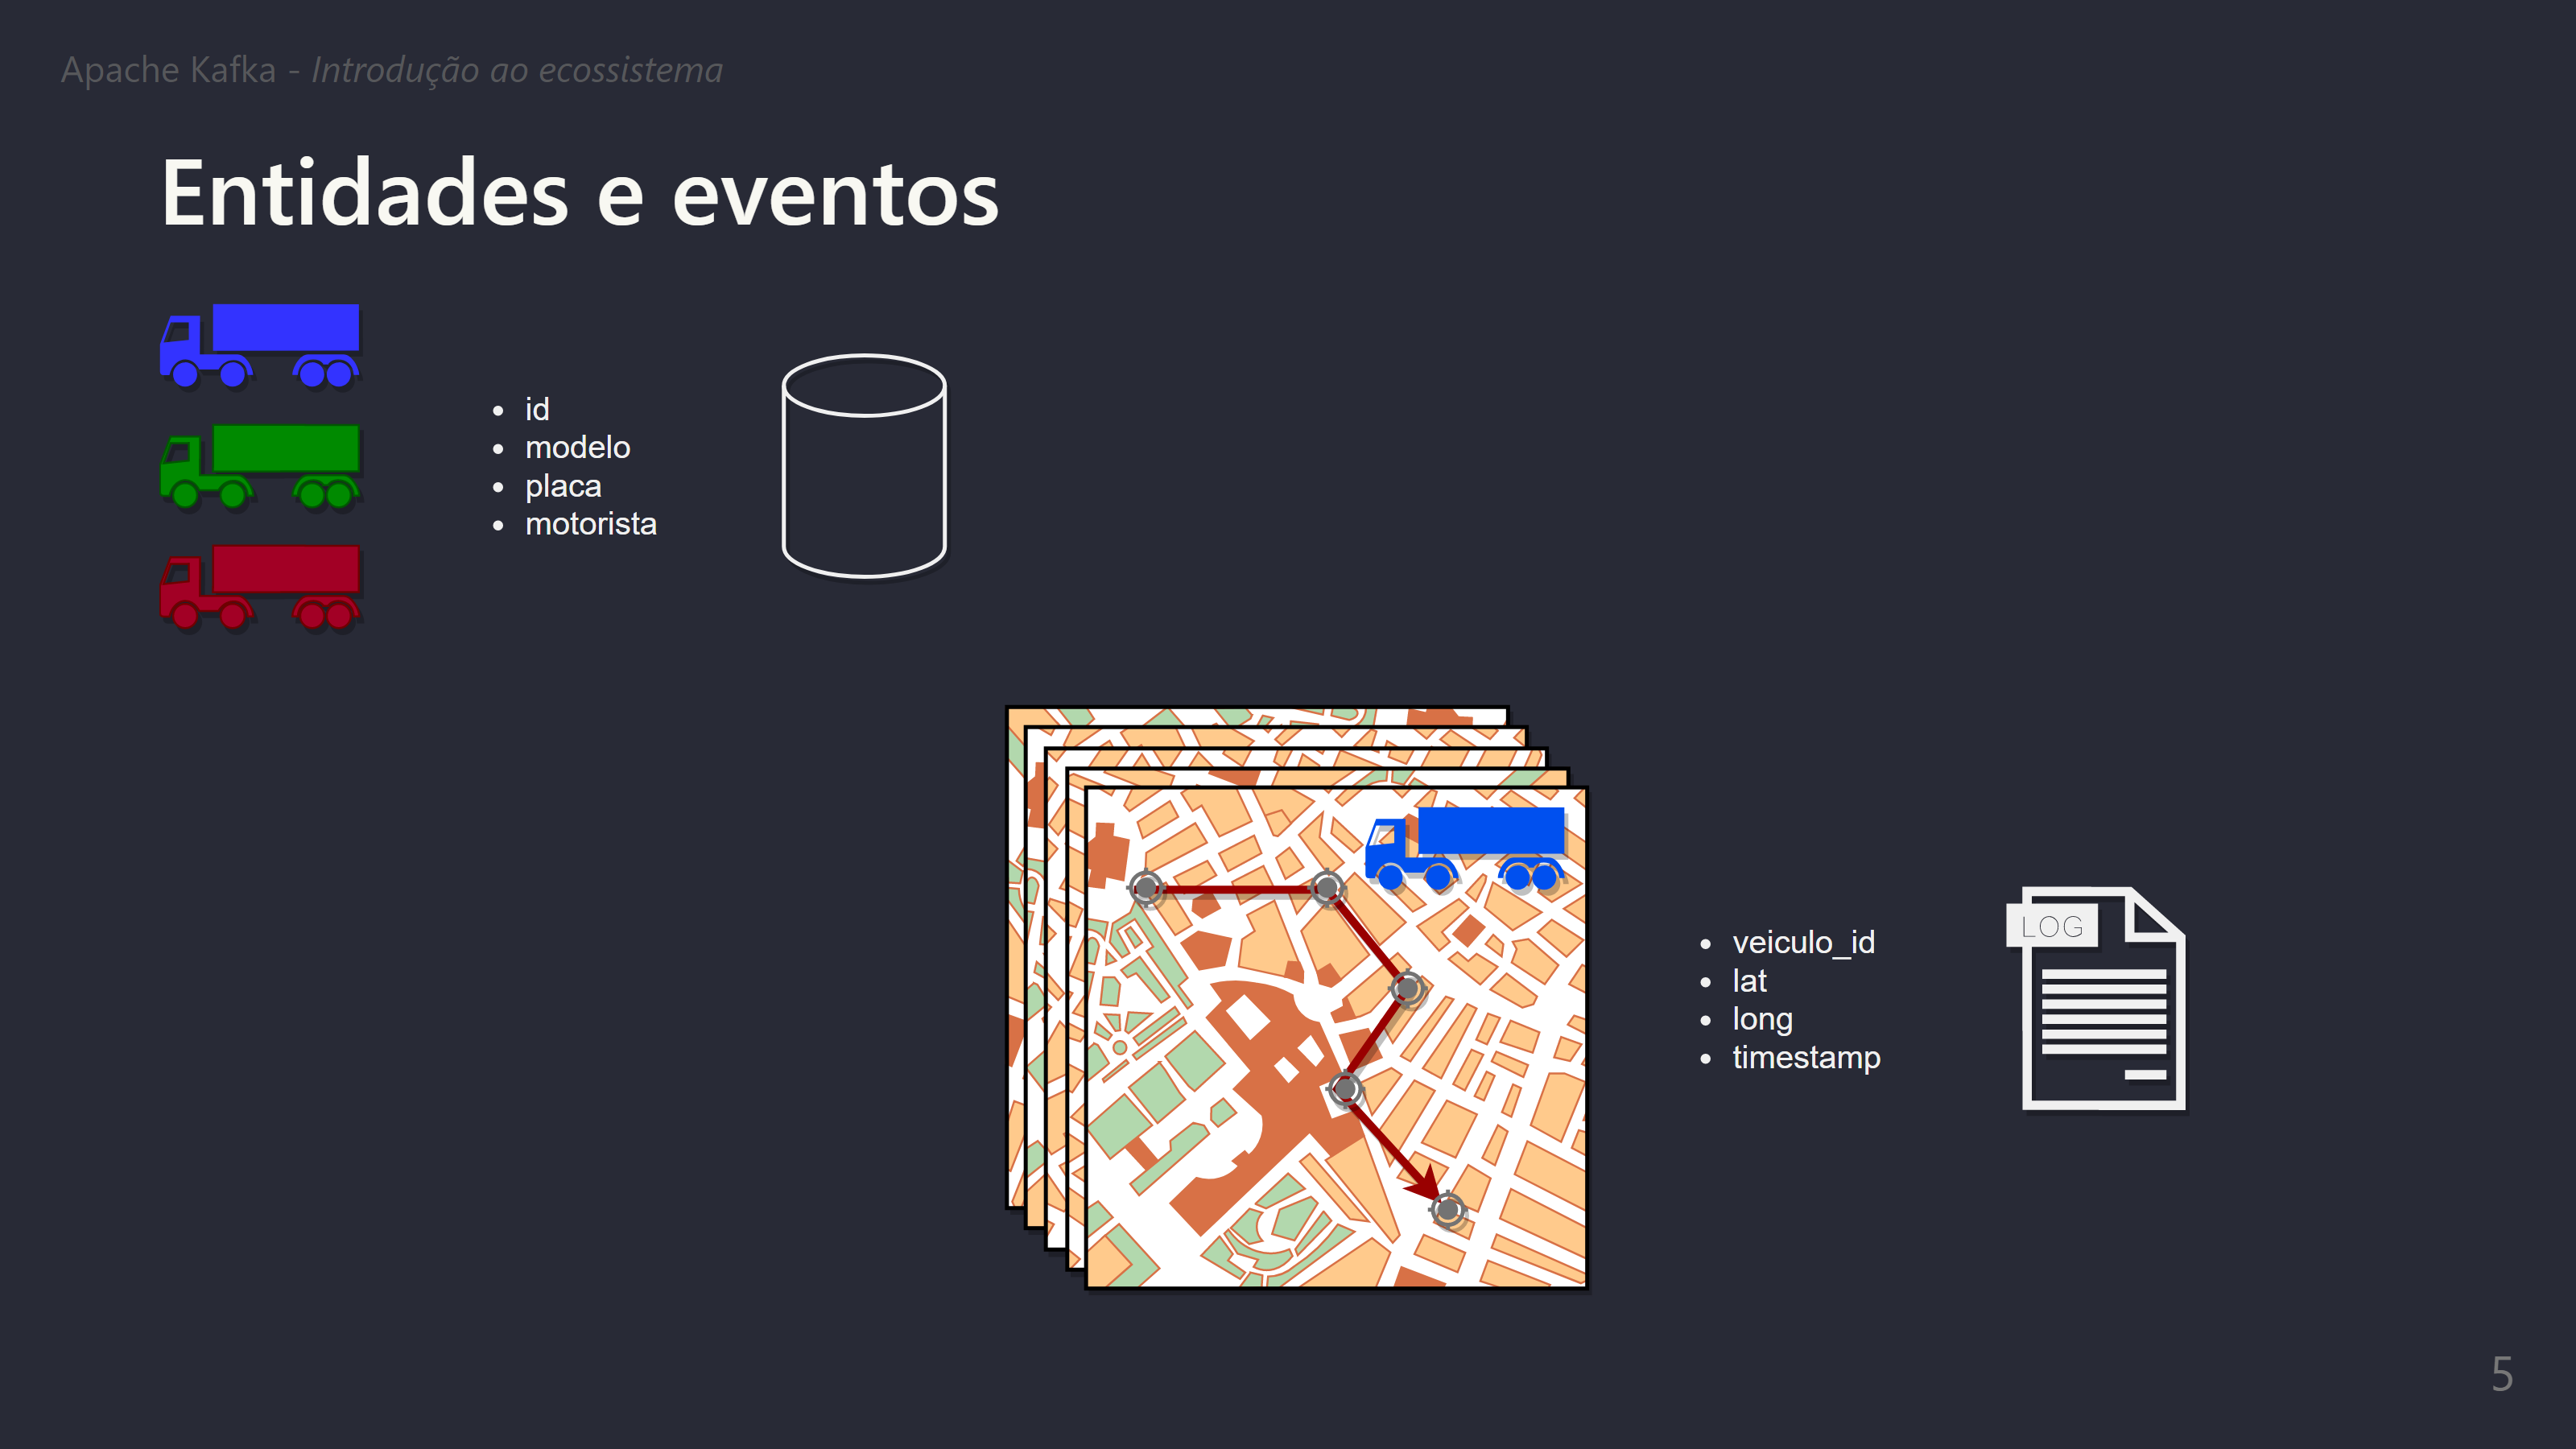 Apache Kafka - Introdução ao ecossistema
Entidades e eventos
id
modelo
placa
motorista
veiculo_id
lat
long
timestamp
LOG
5